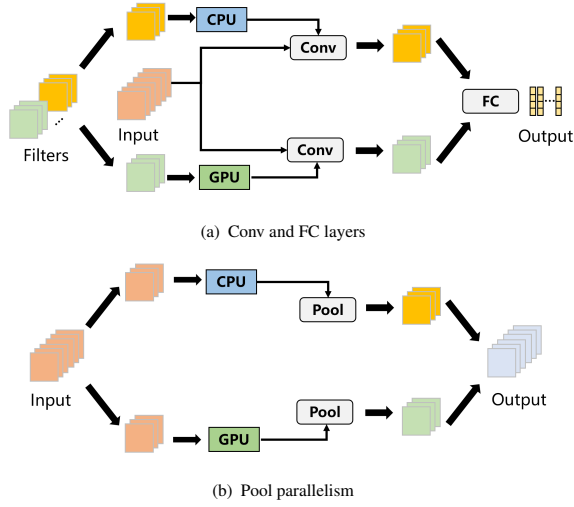 CPU
Conv
Input
...
Filters
FC
...
Output
Conv
GPU
(a) Conv and FC layers
CPU
Pool
Input
Output
Pool
GPU
(b) Pool parallelism